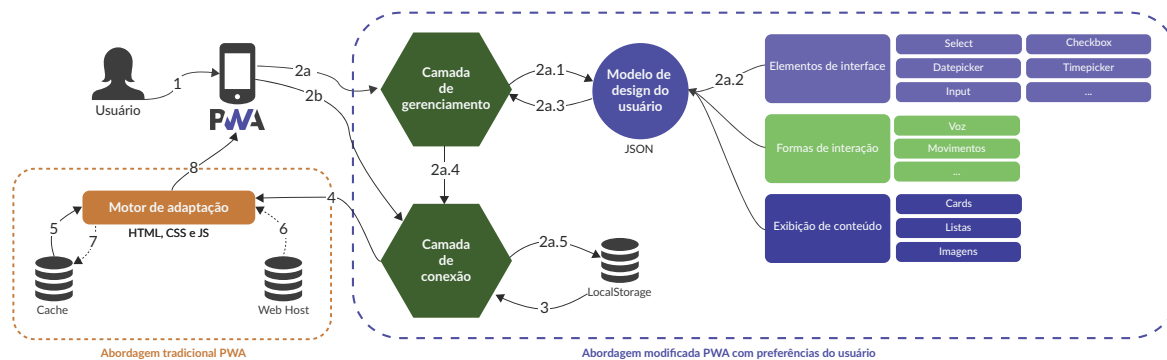 Usuário
1
PWA
2a
2b
Camada
de
gerenciamento
2a.1
2a.3
Modelo de
design do
usuário
JSON
2a.2
Elementos de interface
Select
Checkbox
Datepicker
Timepicker
Input
...
Formas de interação
Voz
Movimentos
...
Exibição de conteúdo
Cards
Listas
Imagens
2a.4
8
Motor de adaptação
HTML, CSS e JS
4
5
7
6
Cache
Web Host
Camada
de
conexão
2a.5
3
LocalStorage
Abordagem tradicional PWA
Abordagem modificada PWA com preferências do usuário